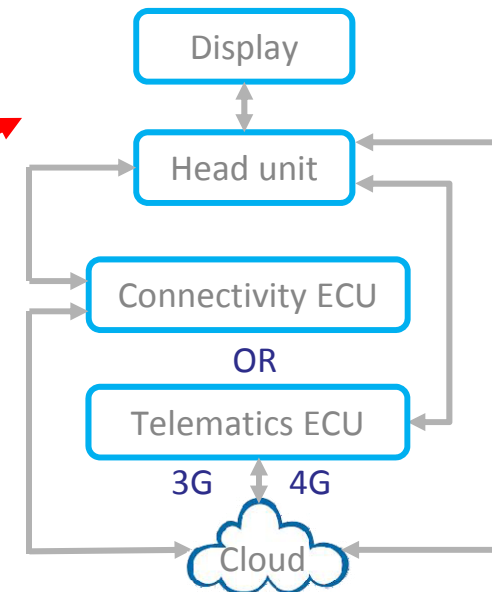 Display
Head unit
Connectivity ECU
OR
Telematics ECU
3G 4G
Cloud